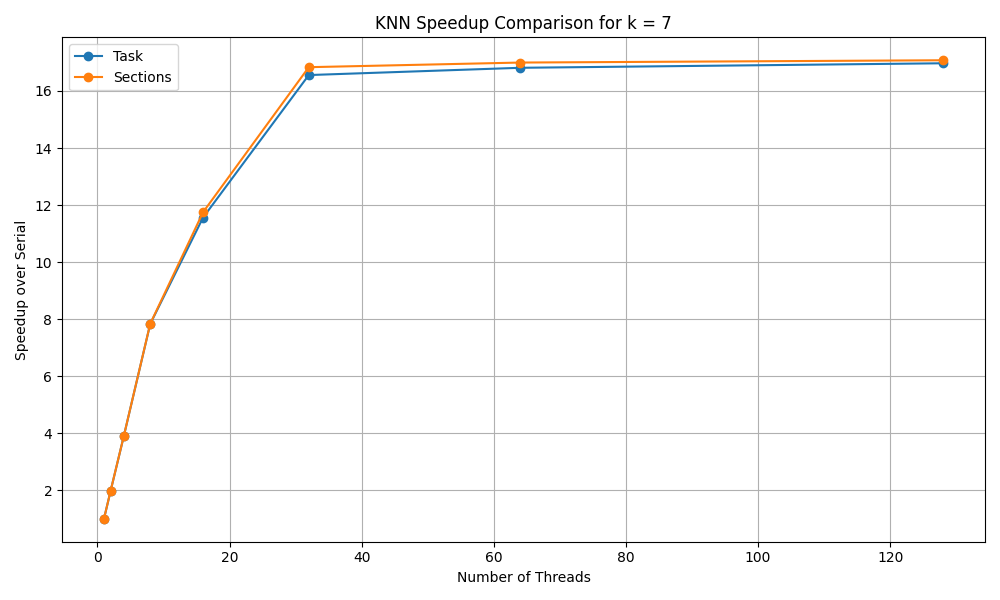 KNN Speedup Comparison for k = 7
Task
Sections
Speedup over Serial
16
14
12
10
8
6
4
2
0 20 40 60 80 100 120
Number of Threads